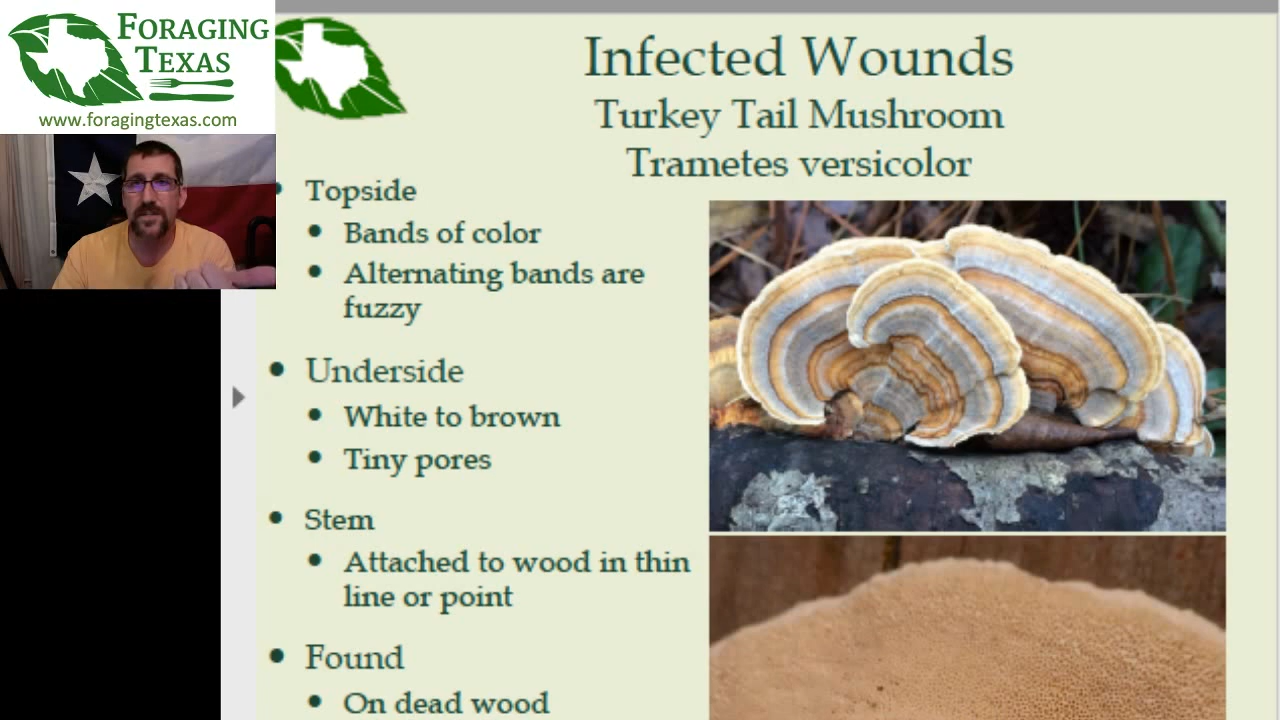 FORAGING
TEXAS
www.foragingtexas.com
Infected Wounds
Turkey Tail Mushroom
Trametes versicolor
Topside
Bands of color
Alternating bands are
fuzzy
Underside
White to brown
Tiny pores
Stem
Attached to wood in thin
line or point
Found
On dead wood